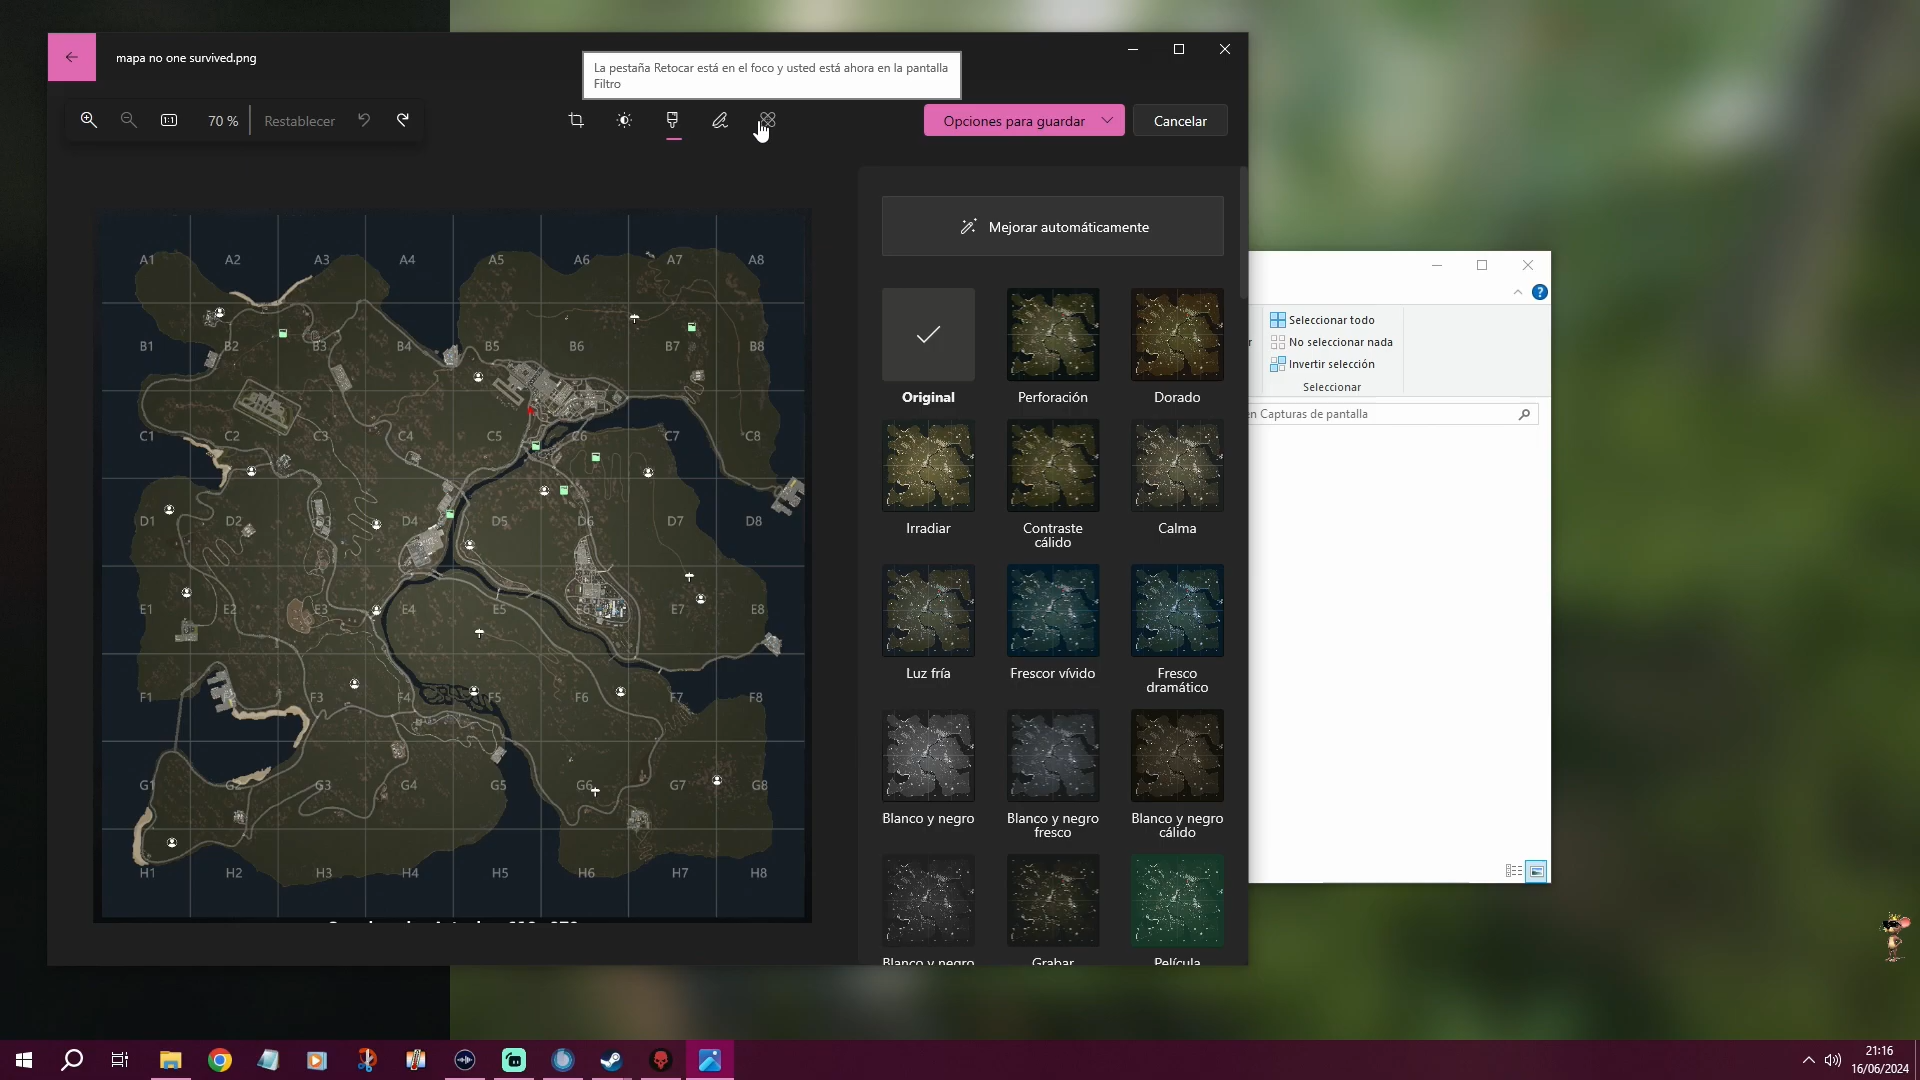 mapa no one survived.png
La pestaña Retocar está en el foco y usted está ahora en la pantalla
Filtro
70 %
Restablecer
Opciones para guardar
Cancelar
Mejorar automáticamente
A1 A2 A3 A4 A5 A6 A7 A8
B1 B2 B3 B4 B5 B6 B7 B8
C1 C2 C3 C4 C5 C6 C7 C8
D1 D2 D3 D4 D5 D6 D7 D8
E1 E2 E3 E4 E5 E6 E7 E8
F1 F3 F4 F5 F6 F7 F8
G1 G2 G3 G4 G5 G6 G7 G8
H1 H2 H3 H4 H5 H6 H7 H8
Original
Perforación
Dorado
Irradiar
Contraste
cálido
Calma
Luz fría
Frescor vívido
Fresco
dramático
Blanco y negro
Blanco y negro
fresco
Blanco y negro
cálido
Blanco y negro
Grabar
Película
Seleccionar todo
No seleccionar nada
Invertir selección
Seleccionar
en Capturas de pantalla
21:16
16/06/2024